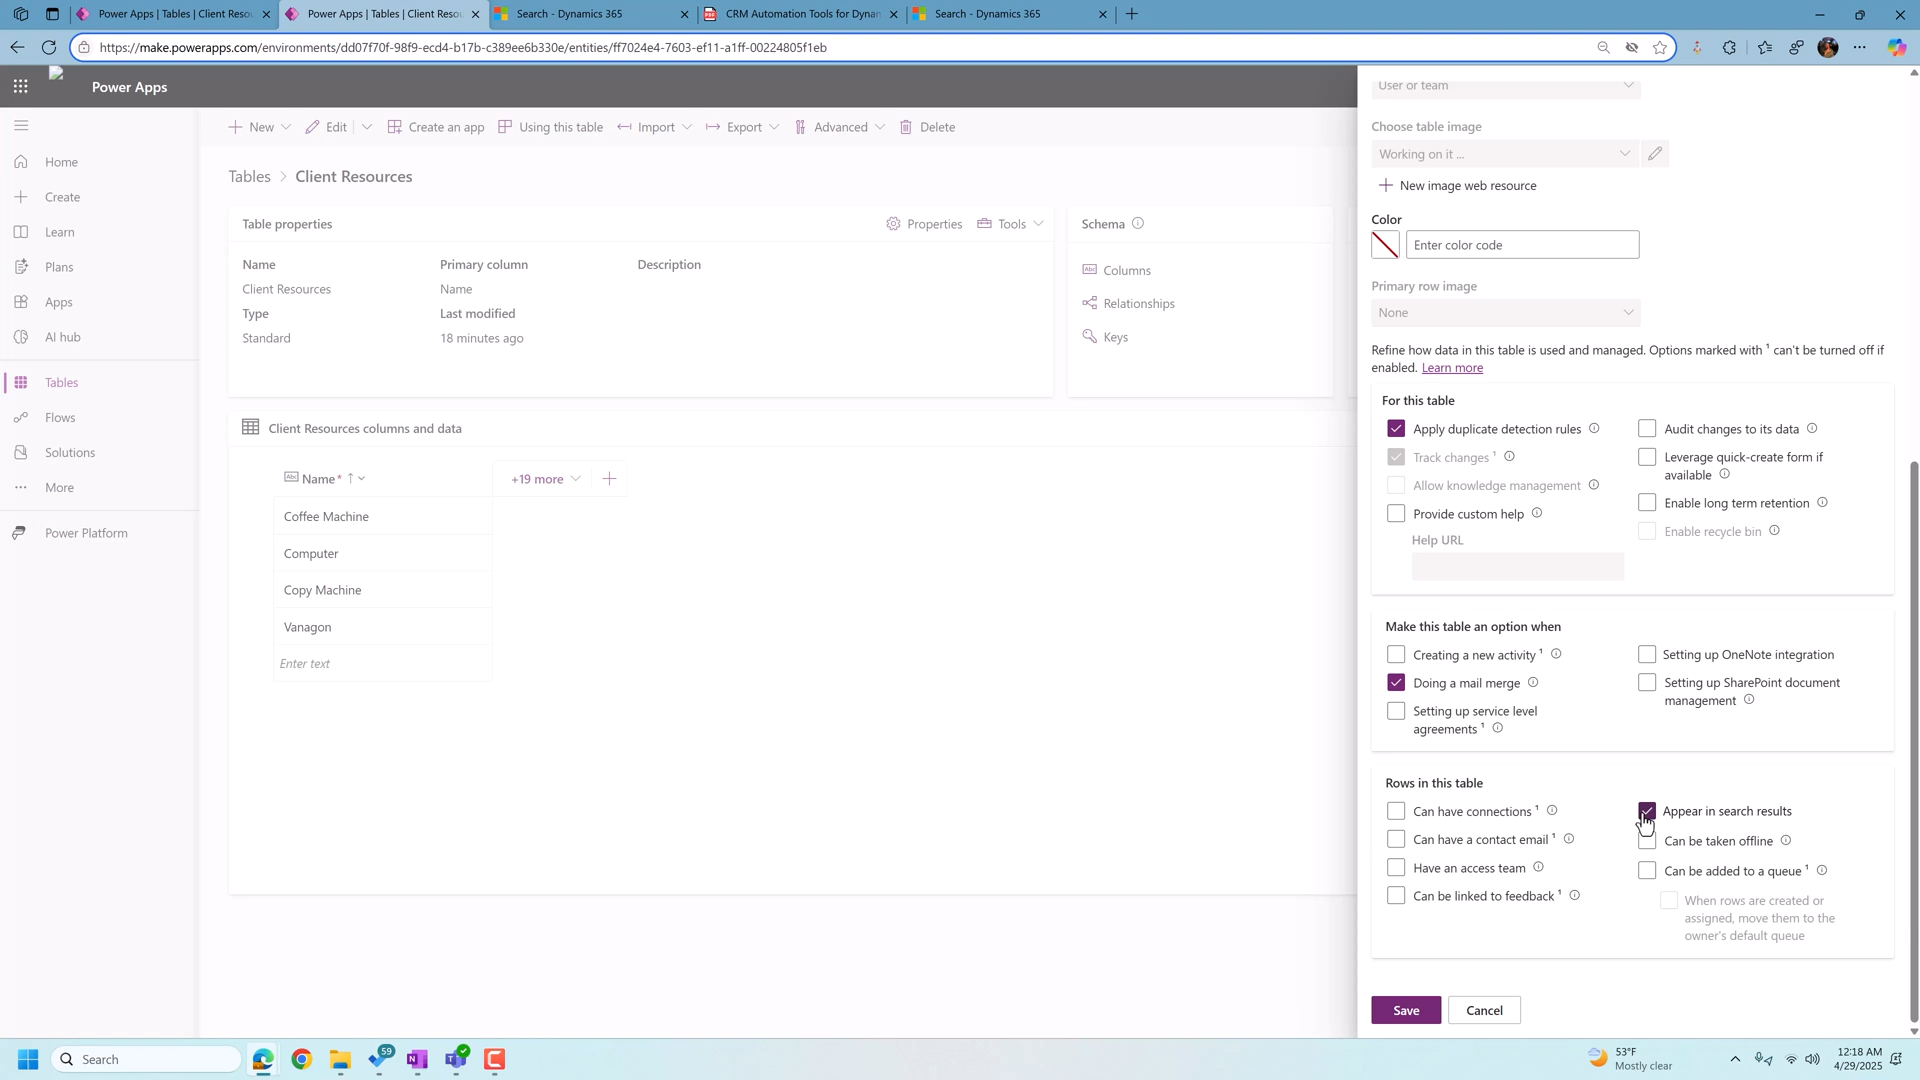 Power Apps | Tables | Client Resou
Power Apps | Tables | Client Resou
Search - Dynamics 365
CRM Automation Tools for Dynan
Search - Dynamics 365
https://make.powerapps.com/environments/dd07f70f-98f9-ecd4-b17b-c389ee6b330e/entities/ff7024e4-7603-ef11-a1ff-00224805f1eb
Power Apps
New
Edit
Create an app
Using this table
Import
Export
Advanced
Delete
Home
Create
Learn
Plans
Apps
AI hub
Tables
Flows
Solutions
More
Power Platform
Tables > Client Resources
Table properties
Properties
Tools
Name
Primary column
Description
Client Resources
Name
Type
Last modified
Standard
18 minutes ago
Schema
Columns
Relationships
Keys
Client Resources columns and data
Abc Name *
+19 more
Coffee Machine
Computer
Copy Machine
Vanagon
Enter text
User or team
Choose table image
Working on it ...
New image web resource
Color
Enter color code
Primary row image
None
Refine how data in this table is used and managed. Options marked with ¹ can't be turned off if
enabled. Learn more
For this table
Apply duplicate detection rules
Track changes ¹
Allow knowledge management
Provide custom help
Help URL
Audit changes to its data
Leverage quick-create form if
available
Enable long term retention
Enable recycle bin
Make this table an option when
Creating a new activity ¹
Doing a mail merge
Setting up service level
agreements ¹
Setting up OneNote integration
Setting up SharePoint document
management
Rows in this table
Can have connections ¹
Can have a contact email ¹
Have an access team
Can be linked to feedback ¹
Appear in search results
Can be taken offline
Can be added to a queue ¹
When rows are created or
assigned, move them to the
owner's default queue
Save
Cancel
Search
59
53°F
Mostly clear
12:18 AM
4/29/2025